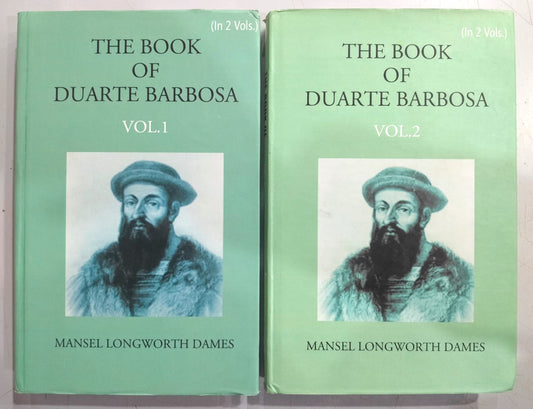 (In 2 Vols.)
THE BOOK
OF
DUARTE BARBOSA
VOL.1
MANSEL LONGWORTH DAMES
(In 2 Vols.)
THE BOOK
OF
DUARTE BARBOSA
VOL.2
MANSEL LONGWORTH DAMES